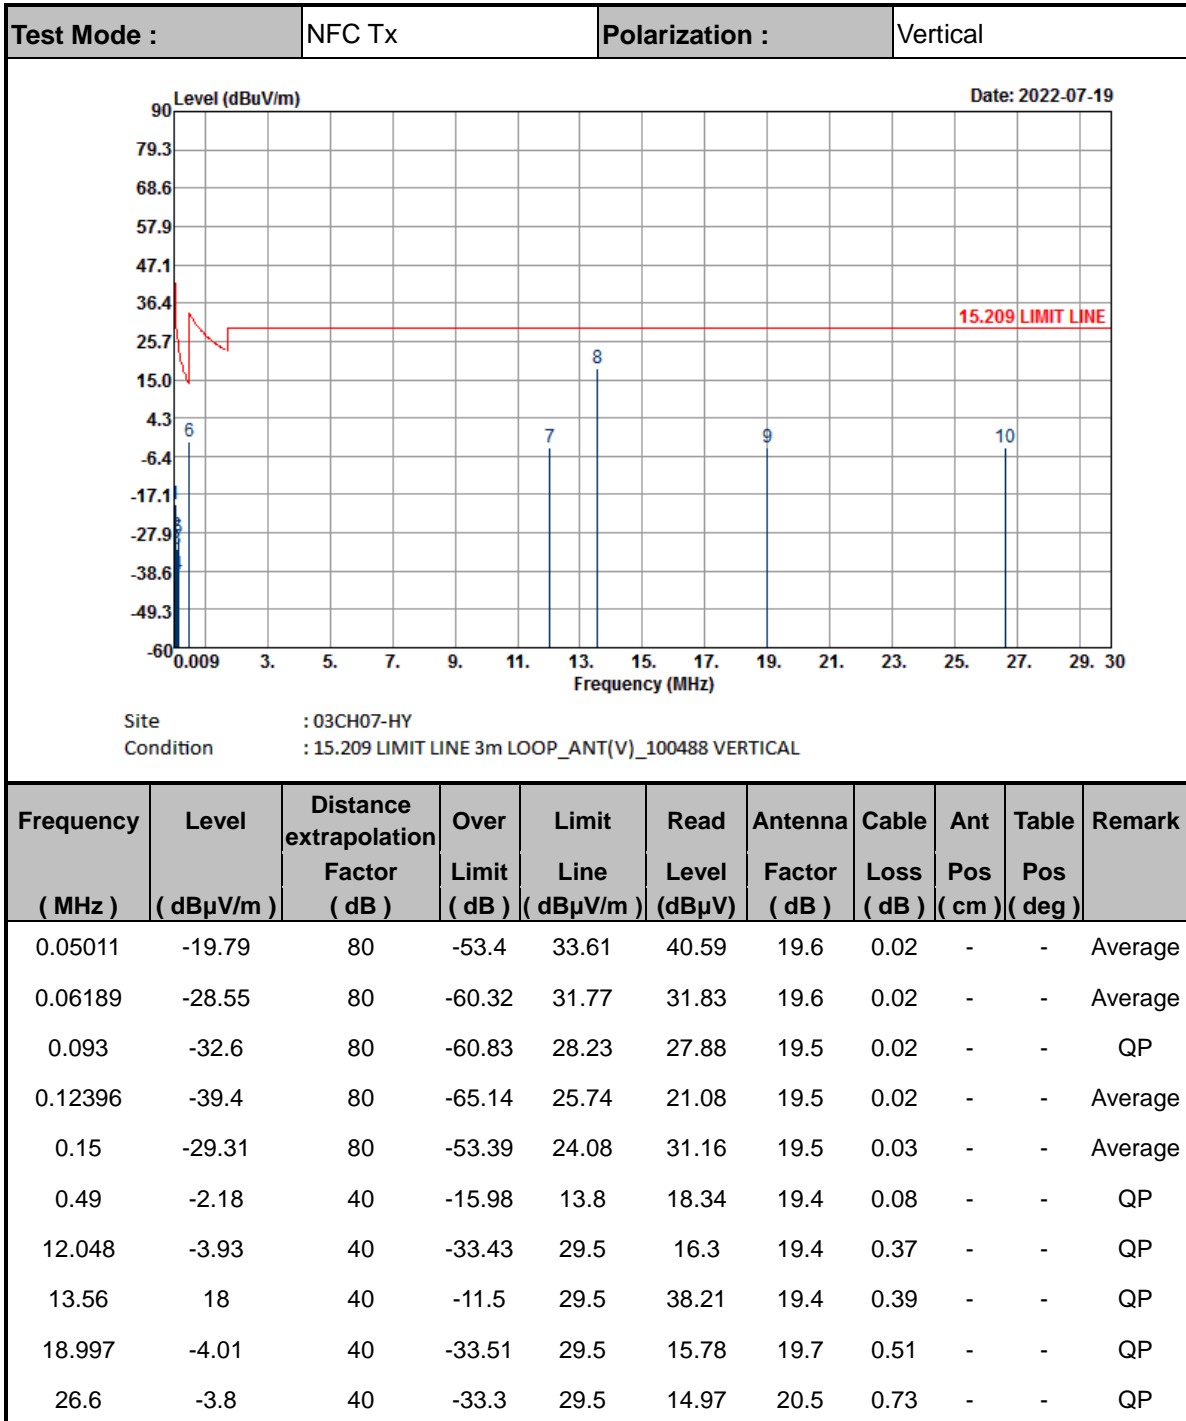 Test Mode : NFC Tx Polarization : Vertical
Level (dBuV/m) Date: 2022-07-19
90
79.3
68.6
57.9
47.1
36.4
15.209 LIMIT LINE
25.7
8
15.0
4.3
6 7 9 10
-6.4
-17.1
-27.9
-38.6
-49.3
-60
0.009 3. 5. 7. 9. 11. 13. 15. 17. 19. 21. 23. 25. 27. 29. 30
Frequency (MHz)
Site : 03CH07-HY
Condition : 15.209 LIMIT LINE 3m LOOP_ANT(V)_100488 VERTICAL
Frequency Level Distance extrapolation Over Limit Read Antenna Cable Ant Table Remark
Factor Limit Line Level Factor Loss Pos Pos
( MHz ) ( dBµV/m ) ( dB ) ( dB ) ( dBµV/m ) (dBµV) ( dB ) ( dB ) ( cm ) ( deg )
0.05011 -19.79 80 -53.4 33.61 40.59 19.6 0.02 - - Average
0.06189 -28.55 80 -60.32 31.77 31.83 19.6 0.02 - - Average
0.093 -32.6 80 -60.83 28.23 27.88 19.5 0.02 - - QP
0.12396 -39.4 80 -65.14 25.74 21.08 19.5 0.02 - - Average
0.15 -29.31 80 -53.39 24.08 31.16 19.5 0.03 - - Average
0.49 -2.18 40 -15.98 13.8 18.34 19.4 0.08 - - QP
12.048 -3.93 40 -33.43 29.5 16.3 19.4 0.37 - - QP
13.56 18 40 -11.5 29.5 38.21 19.4 0.39 - - QP
18.997 -4.01 40 -33.51 29.5 15.78 19.7 0.51 - - QP
26.6 -3.8 40 -33.3 29.5 14.97 20.5 0.73 - - QP